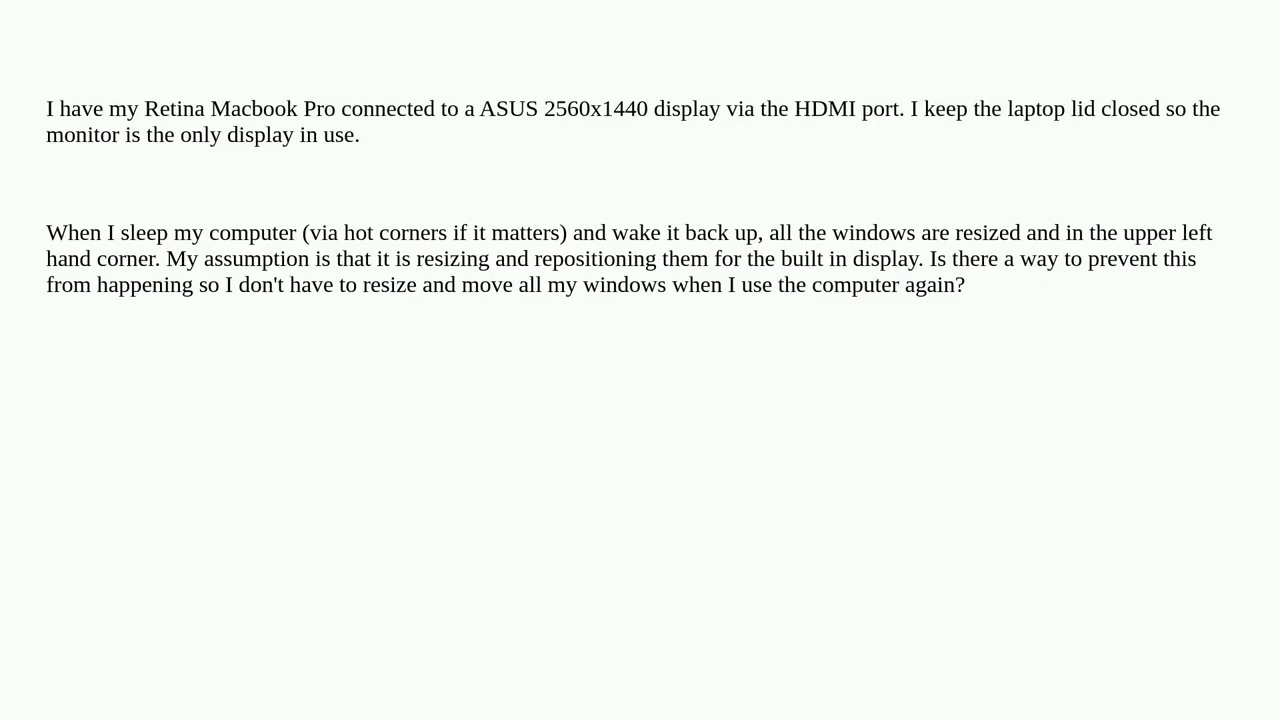 I have my Retina Macbook Pro connected to a ASUS 2560x1440 display via the HDMI port. I keep the laptop lid closed so the
monitor is the only display in use.
When I sleep my computer (via hot corners if it matters) and wake it back up, all the windows are resized and in the upper left
hand corner. My assumption is that it is resizing and repositioning them for the built in display. Is there a way to prevent this
from happening so I don't have to resize and move all my windows when I use the computer again?